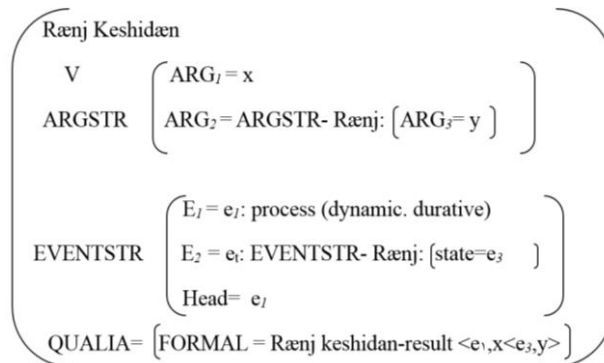 Rænj Keshidæn
V ARG1 = x
ARGSTR ARG2 = ARGSTR- Rænj: [ARG3= y ]
E1 = e1: process (dynamic. durative)
EVENTSTR E2 = et: EVENTSTR- Rænj: [state=e3 ]
Head= e1
QUALIA= [FORMAL = Rænj keshidan-result <e1,x<e3,y>]